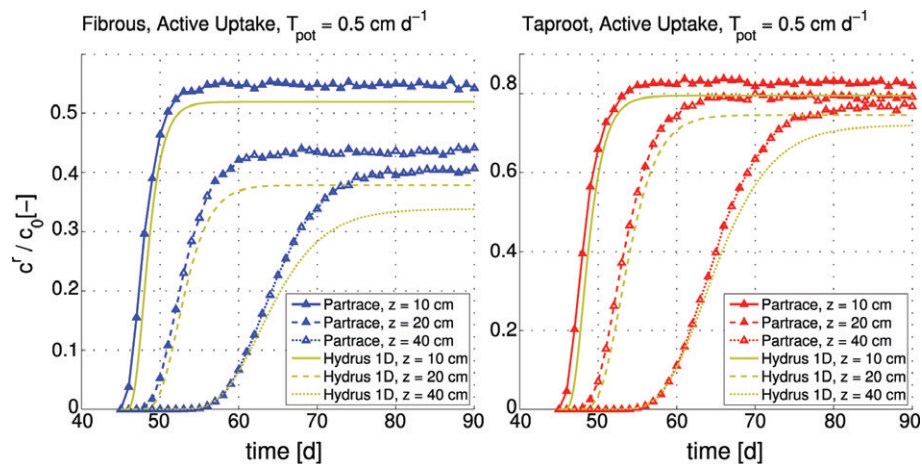 Fibrous, Active Uptake, T_pot = 0.5 cm d⁻¹
0.5
0.4
0.3
0.2
0.1
0
40 50 60 70 80 90
time [d]
c^r / c_0[-]
Partrace, z = 10 cm
Partrace, z = 20 cm
Partrace, z = 40 cm
Hydrus 1D, z = 10 cm
Hydrus 1D, z = 20 cm
Hydrus 1D, z = 40 cm
Taproot, Active Uptake, T_pot = 0.5 cm d⁻¹
0.8
0.6
0.4
0.2
0
40 50 60 70 80 90
time [d]
Partrace, z = 10 cm
Partrace, z = 20 cm
Partrace, z = 40 cm
Hydrus 1D, z = 10 cm
Hydrus 1D, z = 20 cm
Hydrus 1D, z = 40 cm